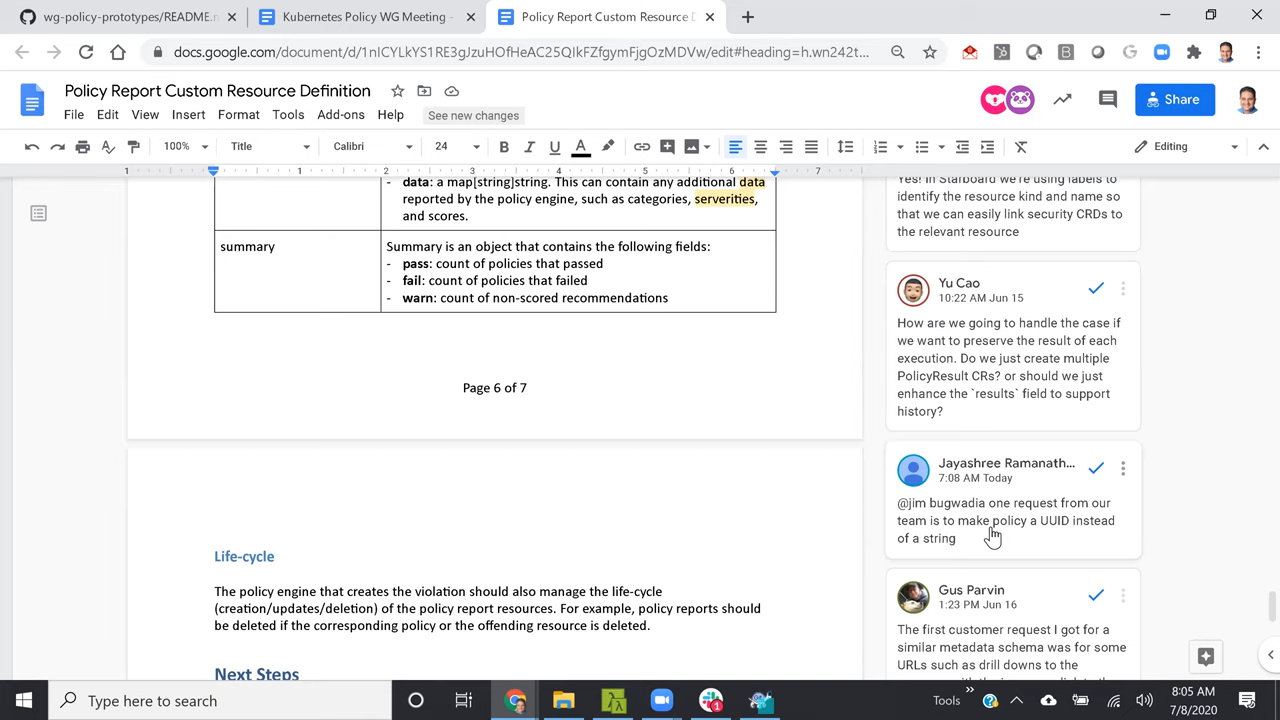 wg-policy-prototypes/README.n
Kubernetes Policy WG Meeting -
Policy Report Custom Resource D
docs.google.com/document/d/1nICYLkYS1RE3gJzuHOfHeAC25QIkFZfgymFjgOzMDVw/edit#heading=h.wn242t...
Policy Report Custom Resource Definition
File Edit View Insert Format Tools Add-ons Help See new changes
Share
100% Title Calibri 24 B I U A Editing
1 1 2 3 4 5 6 7
- data: a map[string]string. This can contain any additional data
reported by the policy engine, such as categories, serverities,
and scores.
summary
Summary is an object that contains the following fields:
- pass: count of policies that passed
- fail: count of policies that failed
- warn: count of non-scored recommendations
Page 6 of 7
Life-cycle
The policy engine that creates the violation should also manage the life-cycle
(creation/updates/deletion) of the policy report resources. For example, policy reports should
be deleted if the corresponding policy or the offending resource is deleted.
Next Steps
Yes! In Starboard we're using labels to
identify the resource kind and name so
that we can easily link security CRDs to
the relevant resource
Yu Cao
10:22 AM Jun 15
How are we going to handle the case if
we want to preserve the result of each
execution. Do we just create multiple
PolicyResult CRs? or should we just
enhance the `results` field to support
history?
Jayashree Ramanath...
7:08 AM Today
@jim bugwadia one request from our
team is to make policy a UUID instead
of a string
Gus Parvin
1:23 PM Jun 16
The first customer request I got for a
similar metadata schema was for some
URLs such as drill downs to the
Type here to search
Tools
8:05 AM
7/8/2020